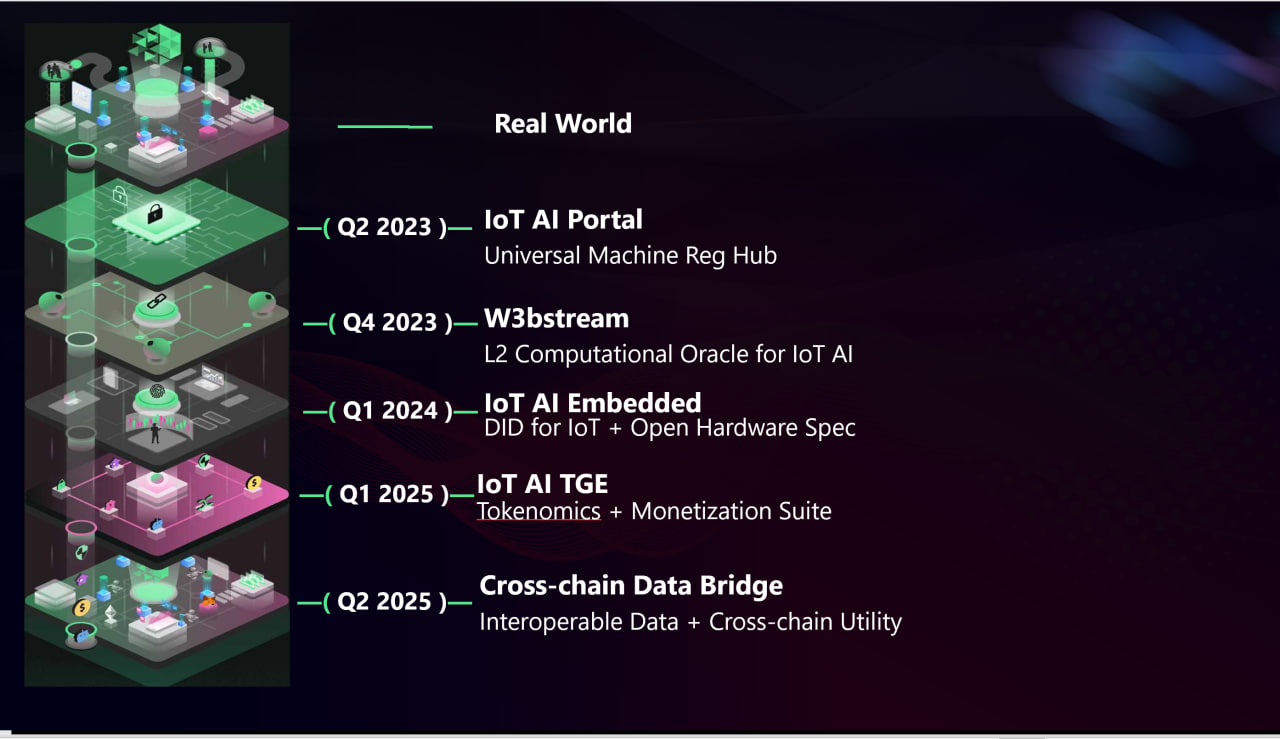 Real World
( Q2 2023 )
IoT AI Portal
Universal Machine Reg Hub
( Q4 2023 )
W3bstream
L2 Computational Oracle for IoT AI
( Q1 2024 )
IoT AI Embedded
DID for IoT + Open Hardware Spec
( Q1 2025 )
IoT AI TGE
Tokenomics + Monetization Suite
( Q2 2025 )
Cross-chain Data Bridge
Interoperable Data + Cross-chain Utility